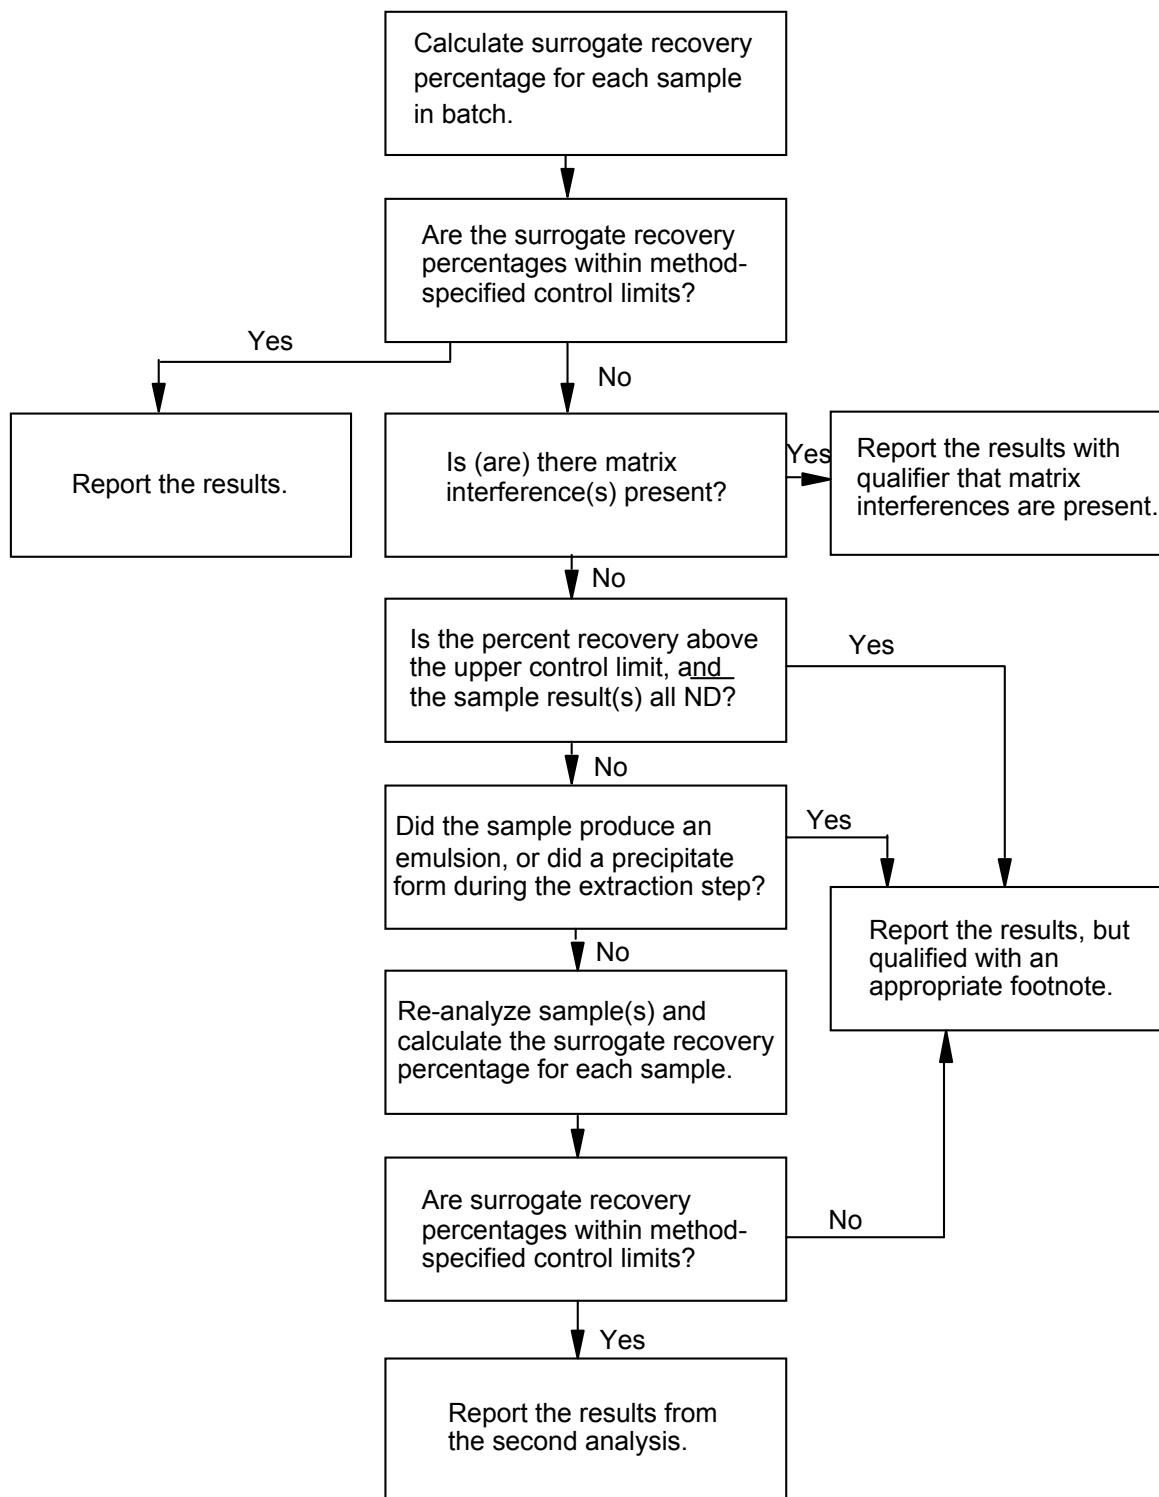 Calculate surrogate recovery
percentage for each sample
in batch.
Are the surrogate recovery
percentages within method-
specified control limits?
Yes
No
Report the results.
Is (are) there matrix
interference(s) present?
Yes
Report the results with
qualifier that matrix
interferences are present.
No
Is the percent recovery above
the upper control limit, and
the sample result(s) all ND?
Yes
No
Did the sample produce an
emulsion, or did a precipitate
form during the extraction step?
Yes
Report the results, but
qualified with an
appropriate footnote.
No
Re-analyze sample(s) and
calculate the surrogate recovery
percentage for each sample.
Are surrogate recovery
percentages within method-
specified control limits?
No
Yes
Report the results from
the second analysis.